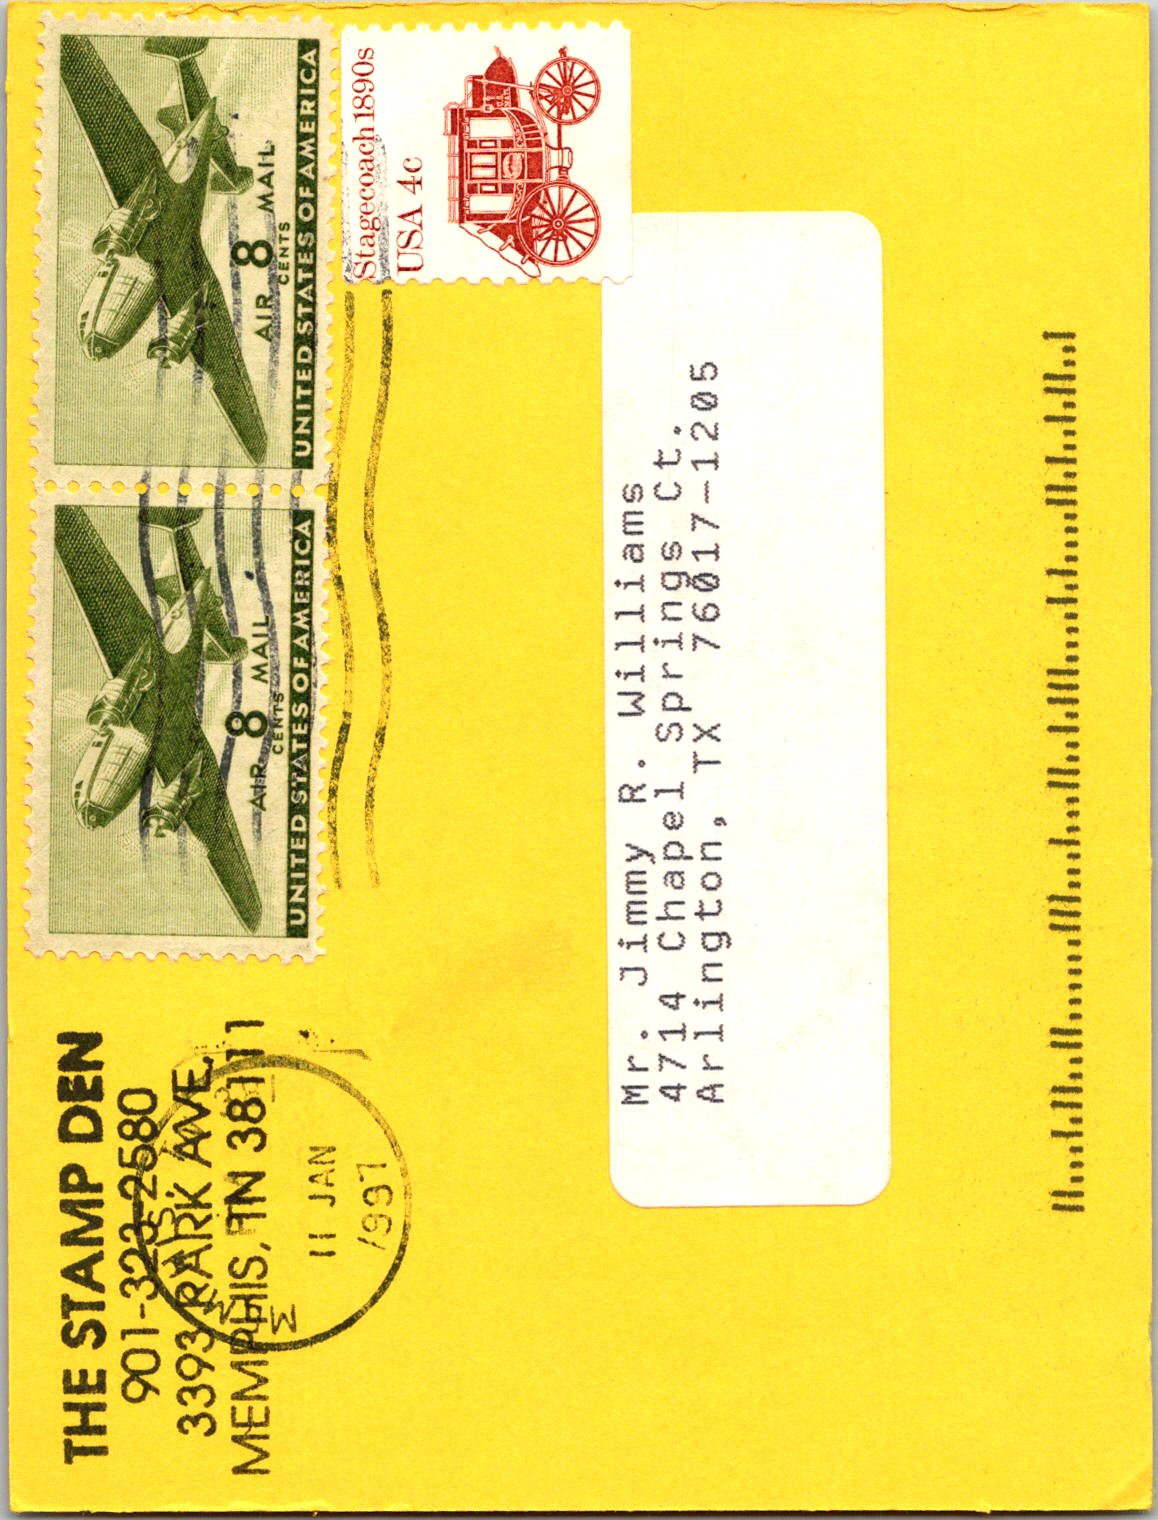 THE STAMP DEN
901-323-2580
3393 PARK AVE.
MEMPHIS, TN 38111
11 JAN
1997
AIR 8 MAIL
CENTS
UNITED STATES OF AMERICA
AIR 8 MAIL
CENTS
UNITED STATES OF AMERICA
Stagecoach 1890s
USA 4c
Mr. Jimmy R. Williams
4714 Chapel Springs Ct.
Arlington, TX 76017-1205